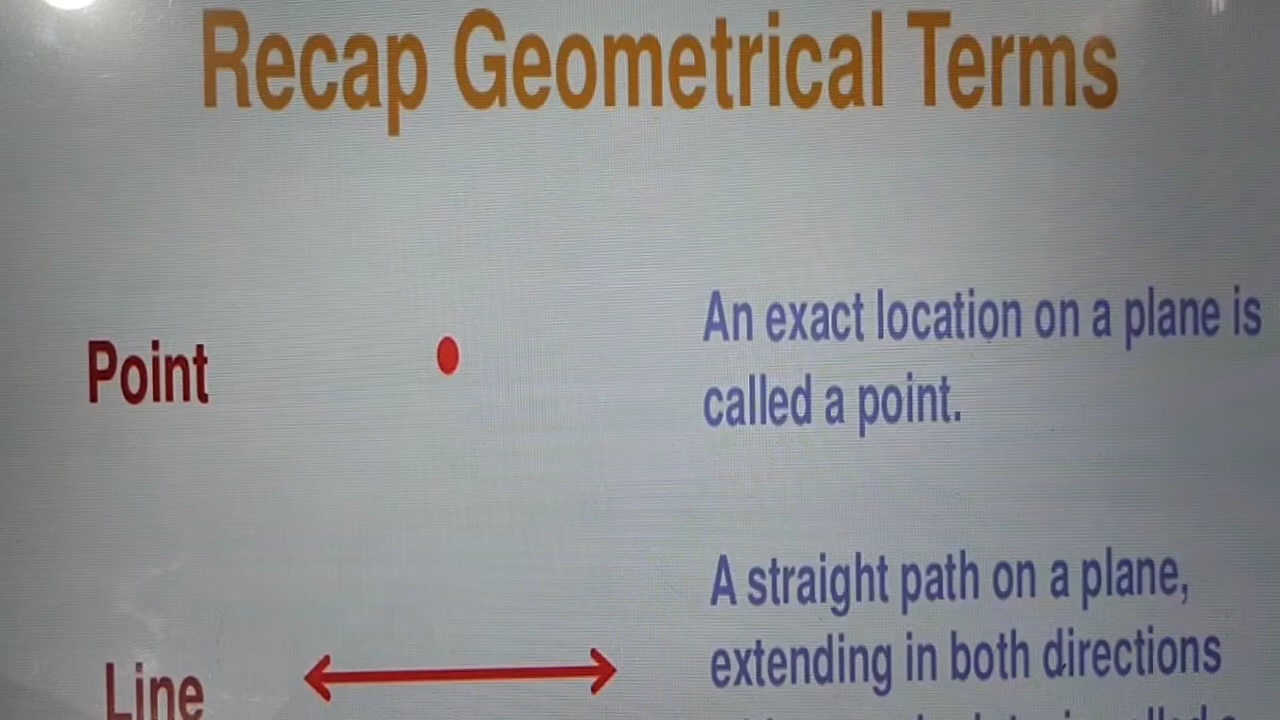 Recap Geometrical Terms
Point
An exact location on a plane is
called a point.
Line
A straight path on a plane,
extending in both directions